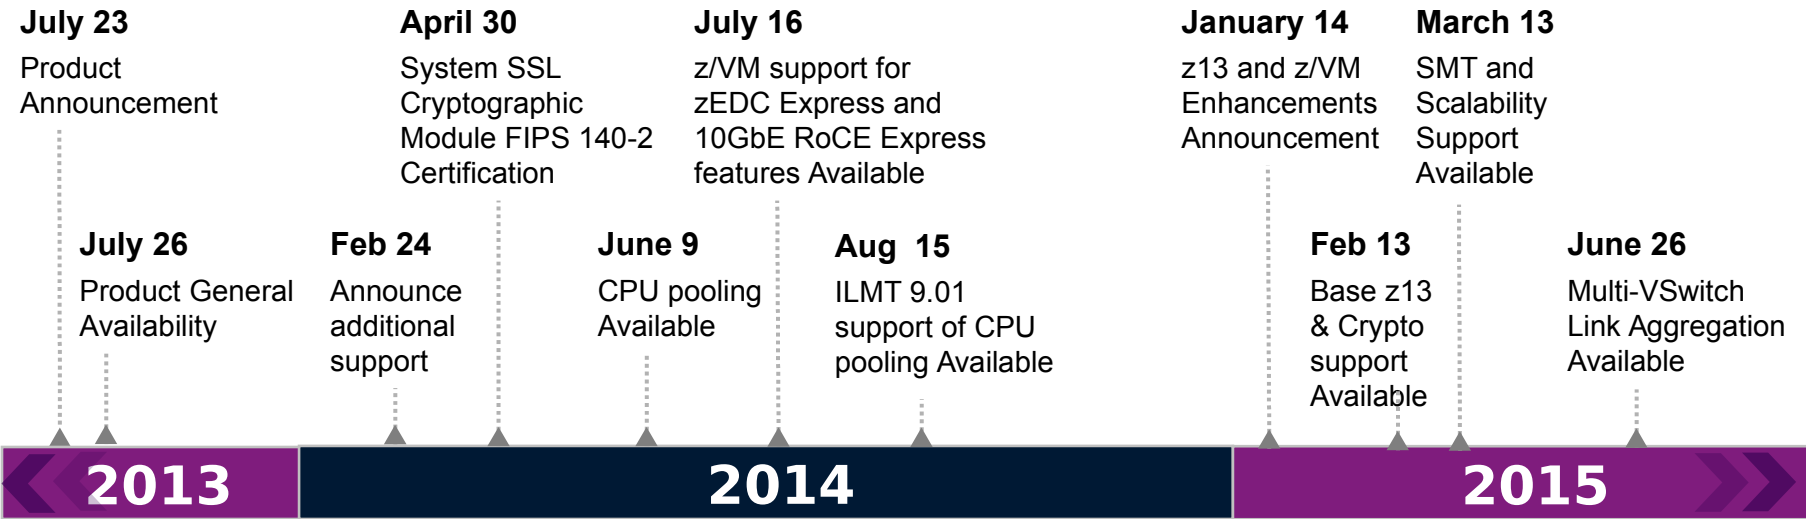 July 23
Product
Announcement
April 30
System SSL
Cryptographic
Module FIPS 140-2
Certification
July 16
z/VM support for
zEDC Express and
10GbE RoCE Express
features Available
January 14
z13 and z/VM
Enhancements
Announcement
March 13
SMT and
Scalability
Support
Available
July 26
Product General
Availability
Feb 24
Announce
additional
support
June 9
CPU pooling
Available
Aug  15
ILMT 9.01
support of CPU
pooling Available
Feb 13
Base z13
& Crypto
support
Available
June 26
Multi-VSwitch
Link Aggregation
Available
2013
2014
2015